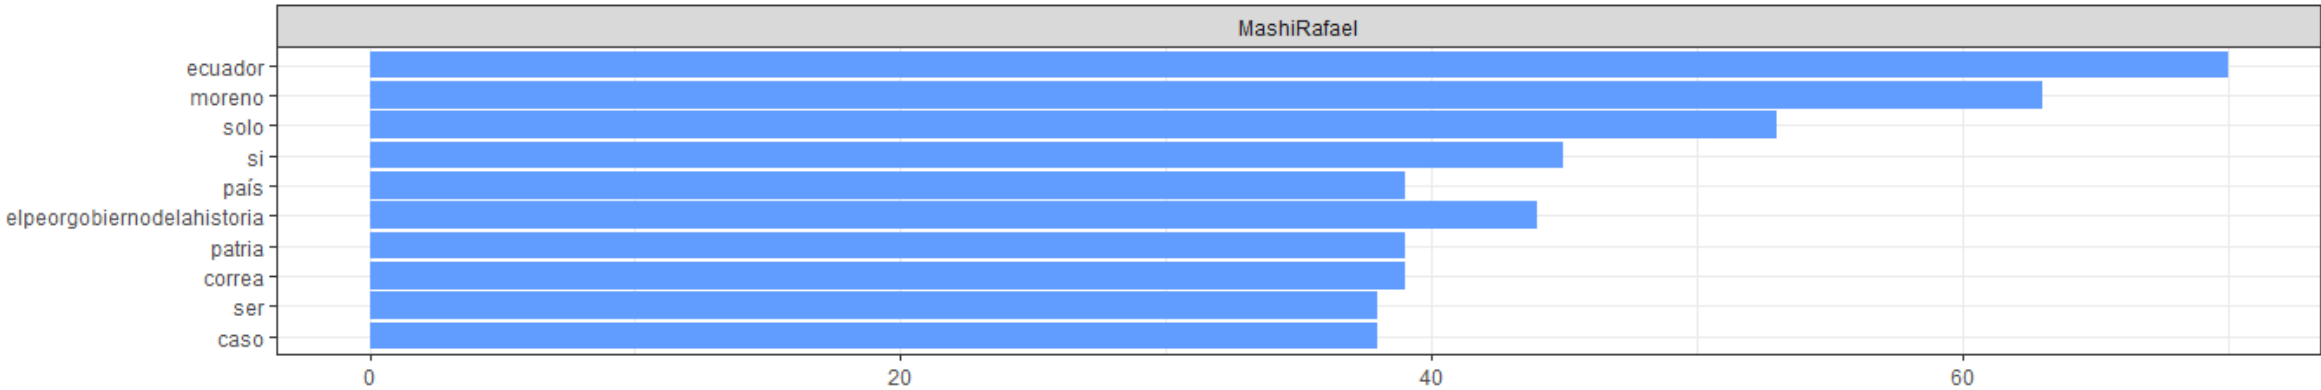 MashiRafael
ecuador
moreno
solo
si
país
elpeorgobiernodelahistoria
patria
correa
ser
caso
0 20 40 60